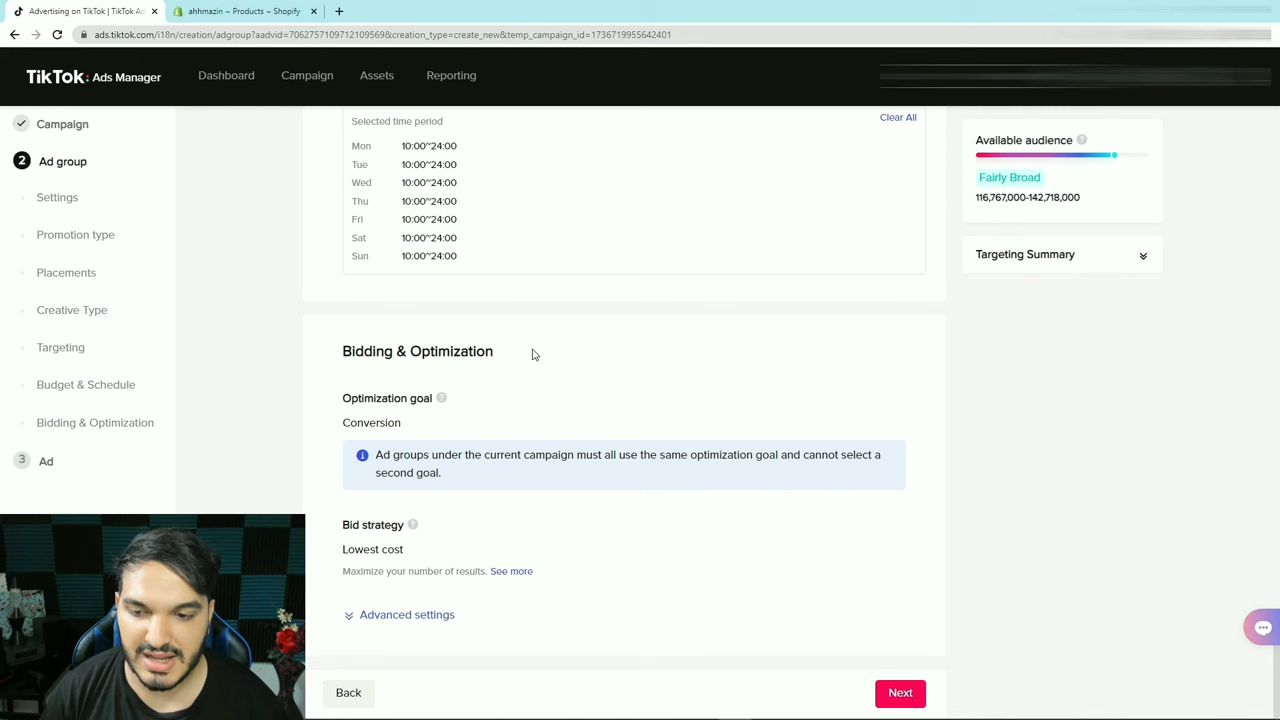 Advertising on TikTok | TikTok Ad
ahhmazin ~ Products ~ Shopify
ads.tiktok.com/i18n/creation/adgroup?aadvid=7062757109712109569&creation_type=create_new&temp_campaign_id=1736719955642401
TikTok: Ads Manager
Dashboard
Campaign
Assets
Reporting
Campaign
2 Ad group
Settings
Promotion type
Placements
Creative Type
Targeting
Budget & Schedule
Bidding & Optimization
3 Ad
Selected time period
Clear All
Mon 10:00~24:00
Tue 10:00~24:00
Wed 10:00~24:00
Thu 10:00~24:00
Fri 10:00~24:00
Sat 10:00~24:00
Sun 10:00~24:00
Bidding & Optimization
Optimization goal ?
Conversion
Ad groups under the current campaign must all use the same optimization goal and cannot select a
second goal.
Bid strategy ?
Lowest cost
Maximize your number of results. See more
Advanced settings
Back
Next
Available audience ?
Fairly Broad
116,767,000-142,718,000
Targeting Summary